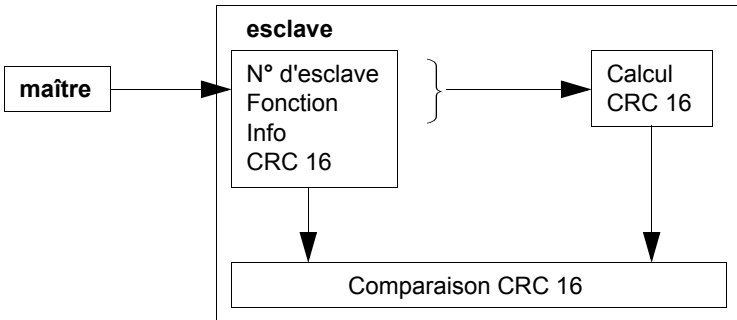 esclave
maître
N° d'esclave
Fonction
Info
CRC 16
Calcul
CRC 16
Comparaison CRC 16